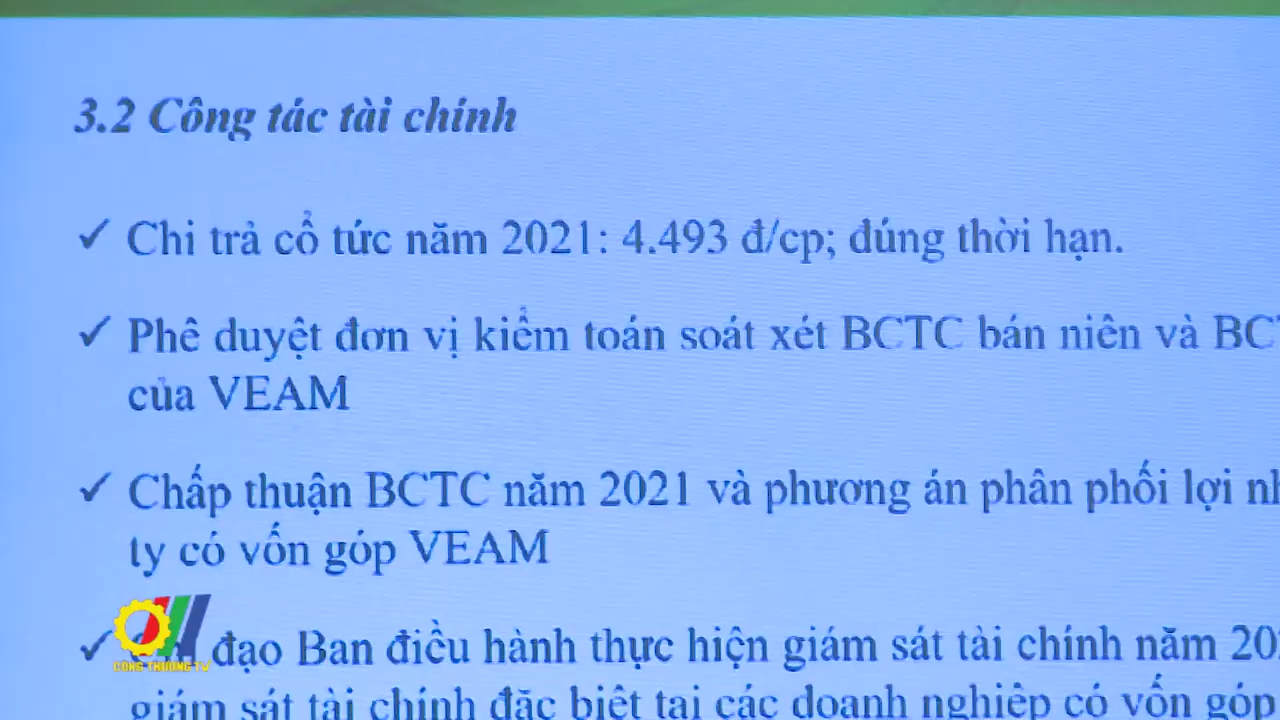 3.2 Công tác tài chính
✓ Chi trả cổ tức năm 2021: 4.493 đ/cp; đúng thời hạn.
✓ Phê duyệt đơn vị kiểm toán soát xét BCTC bán niên và
của VEAM
✓ Chấp thuận BCTC năm 2021 và phương án phân phối lợi
ty có vốn góp VEAM
✓ đạo Ban điều hành thực hiện giám sát tài chính năm
giám sát tài chính đặc biệt tại các doanh nghiệp có vốn góp
CÔNG THƯƠNG TV